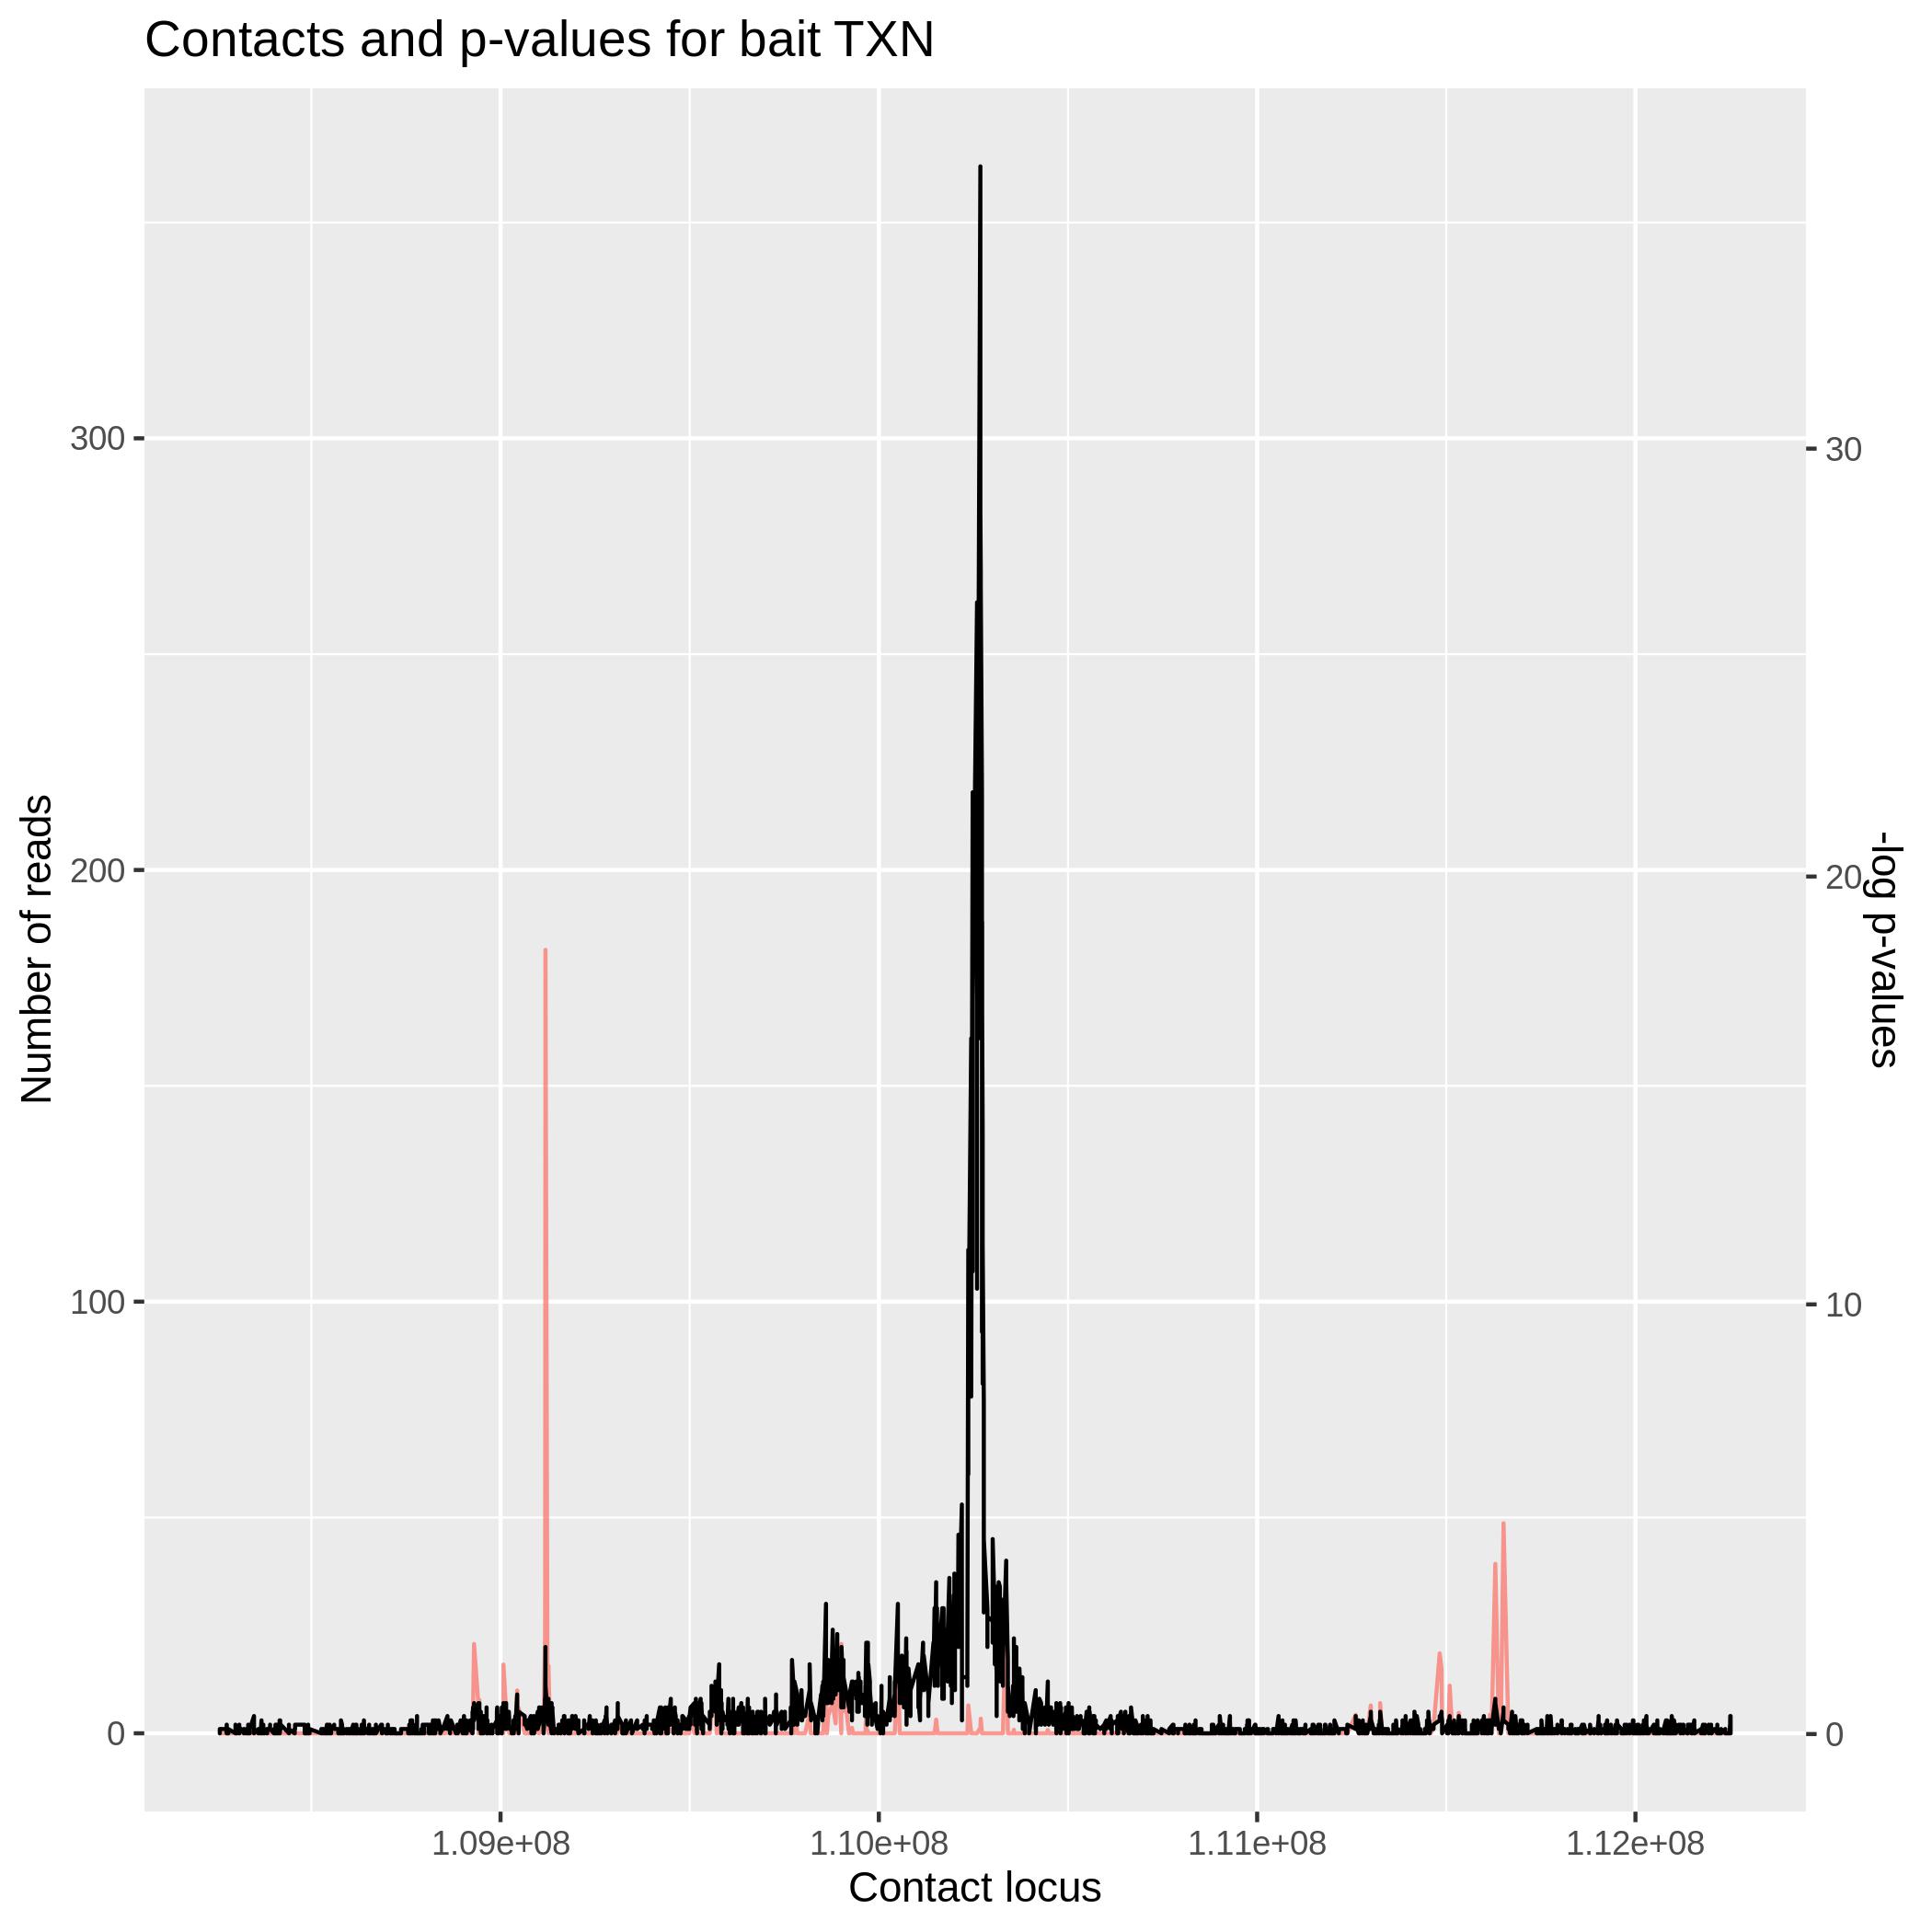 Contacts and p-values for bait TXN
Number of reads
300
200
100
0
30
20
10
0
-log p-values
1.09e+08
1.10e+08
1.11e+08
1.12e+08
Contact locus